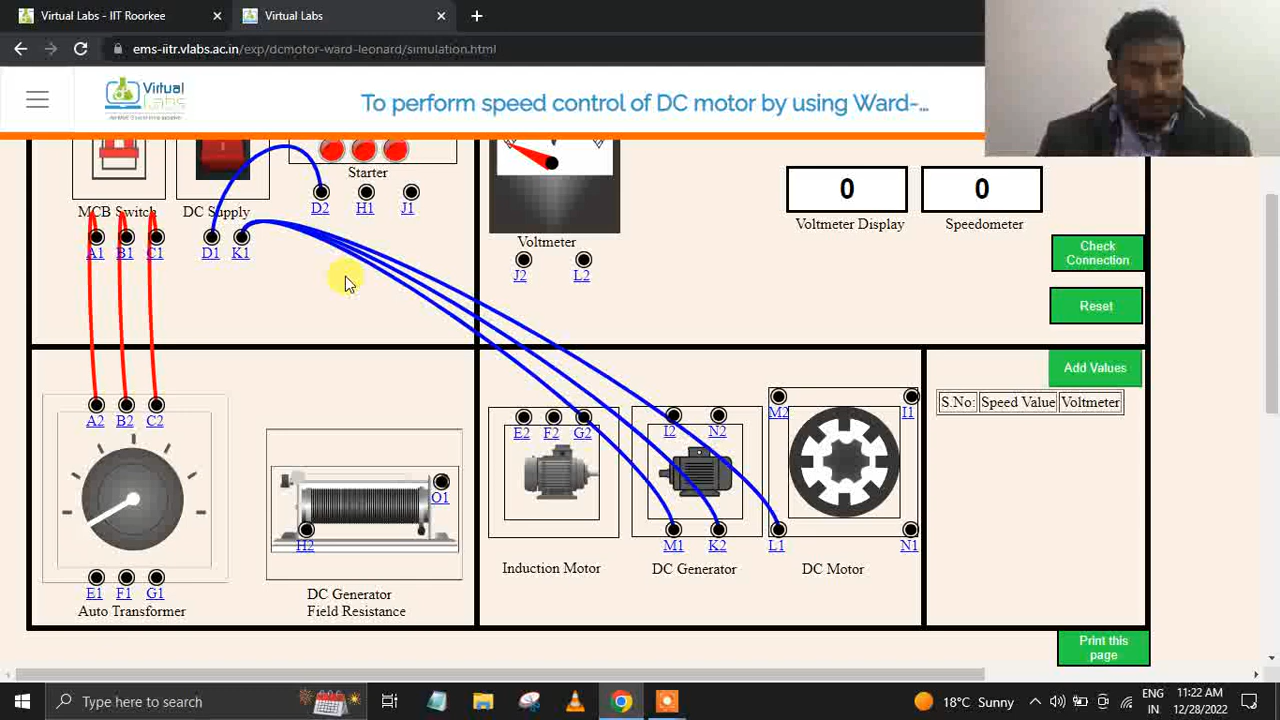 Virtual Labs - IIT Roorkee
Virtual Labs
ems-iitr.vlabs.ac.in/exp/dcmotor-ward-leonard/simulation.html
Virtual
Labs
To perform speed control of DC motor by using Ward-...
Starter
MCB Switch
DC Supply
D2 H1 J1
A1 B1 C1 D1 K1
Voltmeter
J2 L2
0
0
Voltmeter Display
Speedometer
Check
Connection
Reset
Add Values
S.No: Speed Value Voltmeter
A2 B2 C2
E1 F1 G1
Auto Transformer
O1
H2
DC Generator
Field Resistance
E2 F2 G2
Induction Motor
I2 N2
M1 K2
DC Generator
M2 I1
L1 N1
DC Motor
Print this
page
Type here to search
18°C Sunny
ENG
IN
11:22 AM
12/28/2022